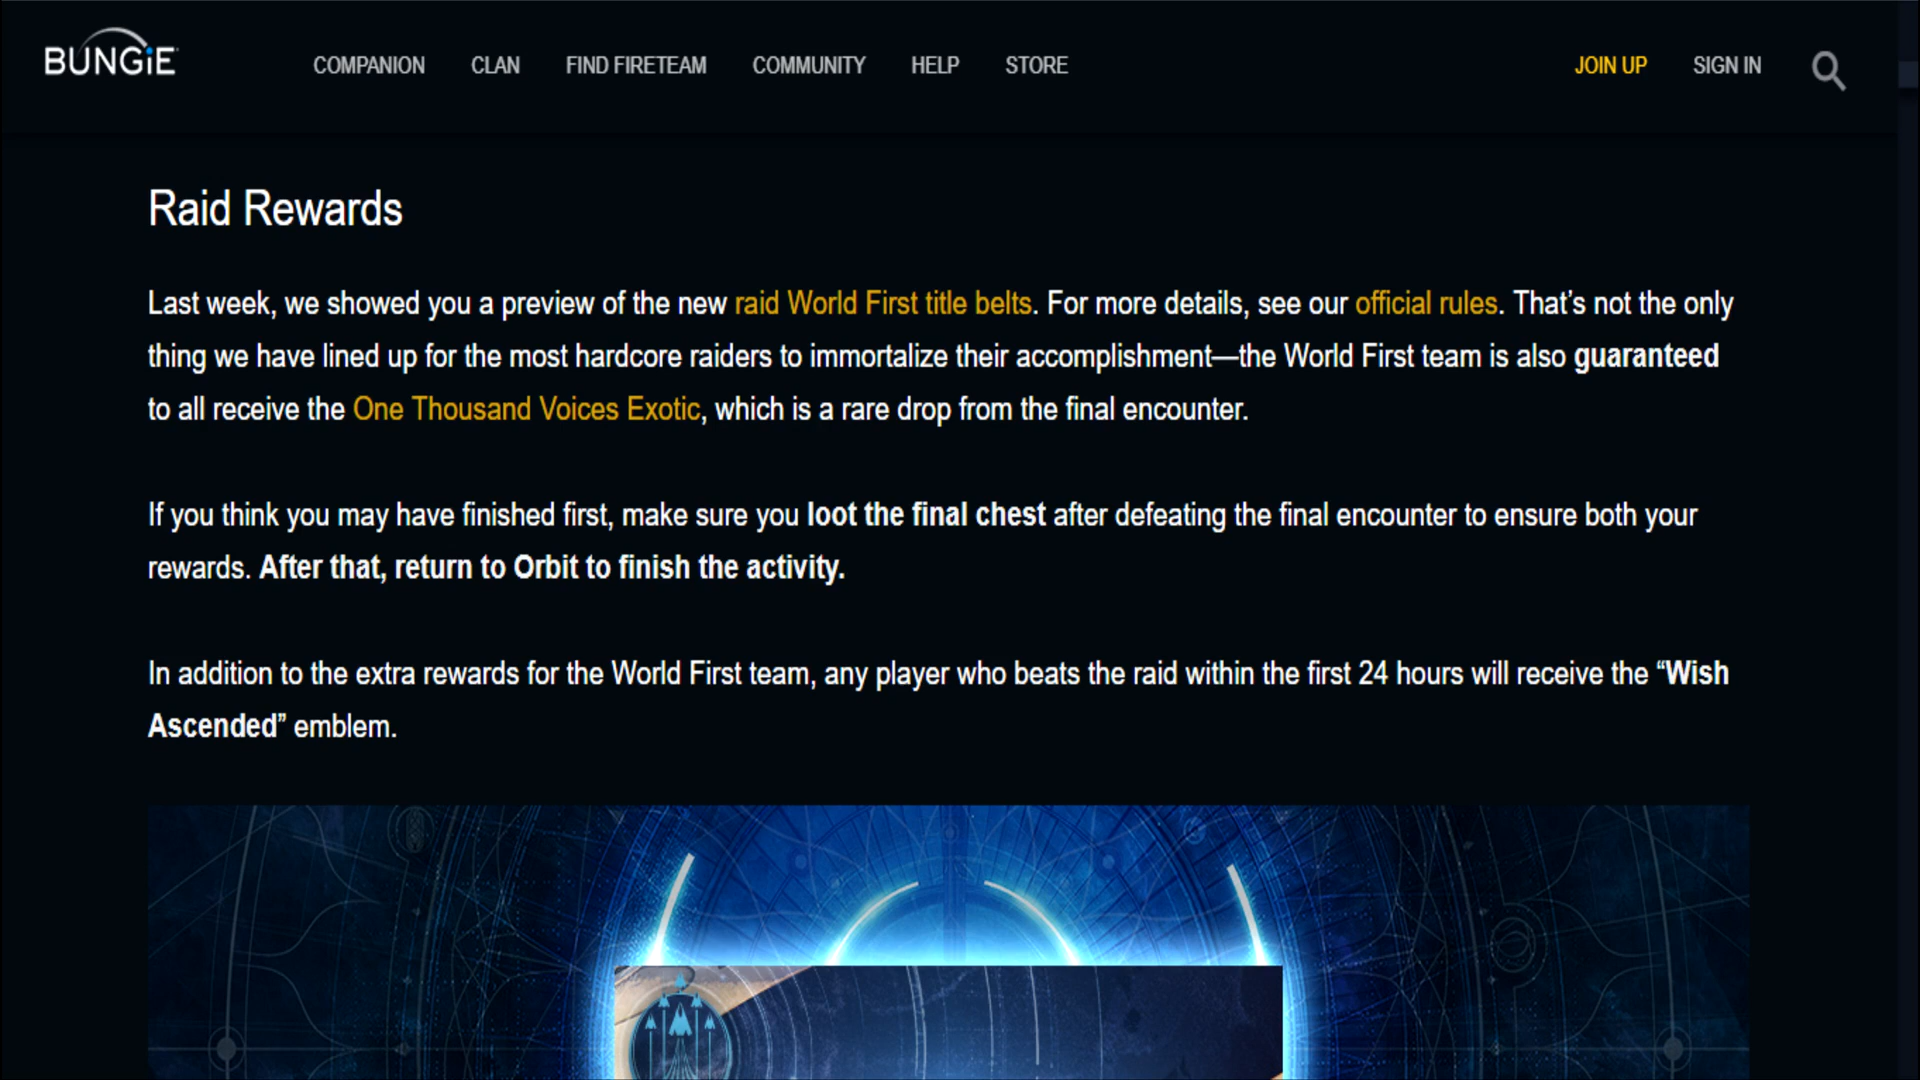 BUNGiE COMPANION CLAN FIND FIRETEAM COMMUNITY HELP STORE JOIN UP SIGN IN
Raid Rewards
Last week, we showed you a preview of the new raid World First title belts. For more details, see our official rules. That’s not the only
thing we have lined up for the most hardcore raiders to immortalize their accomplishment—the World First team is also guaranteed
to all receive the One Thousand Voices Exotic, which is a rare drop from the final encounter.
If you think you may have finished first, make sure you loot the final chest after defeating the final encounter to ensure both your
rewards. After that, return to Orbit to finish the activity.
In addition to the extra rewards for the World First team, any player who beats the raid within the first 24 hours will receive the “Wish
Ascended” emblem.